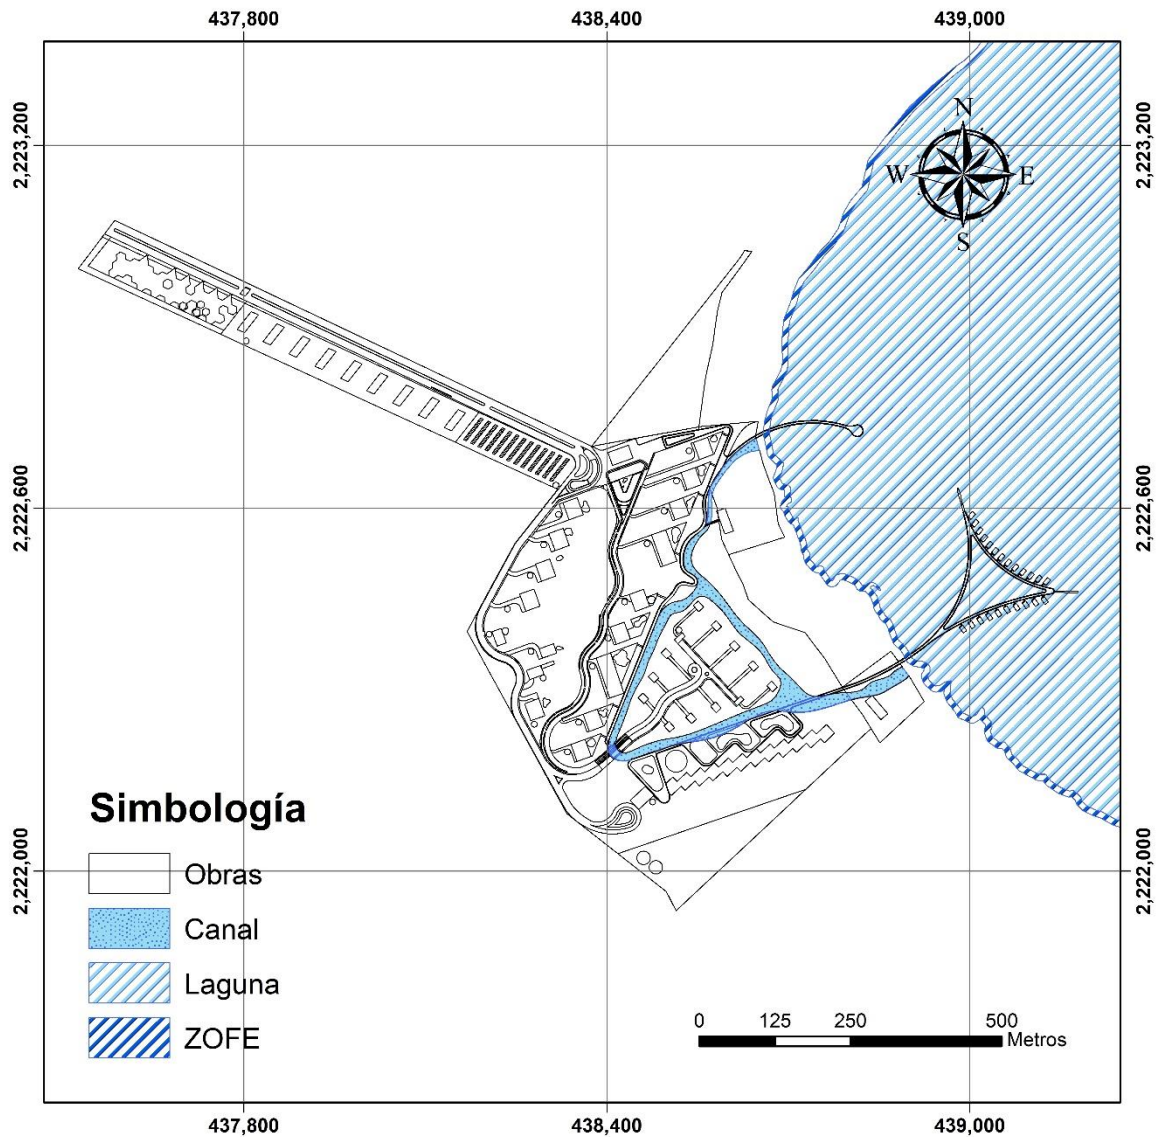 437,800 438,400 439,000
2,223,200 2,223,200
N
W E
S
2,222,600 2,222,600
Simbología
Obras
2,222,000 2,222,000
Canal
Laguna
ZOFE
0 125 250 500
Metros
437,800 438,400 439,000